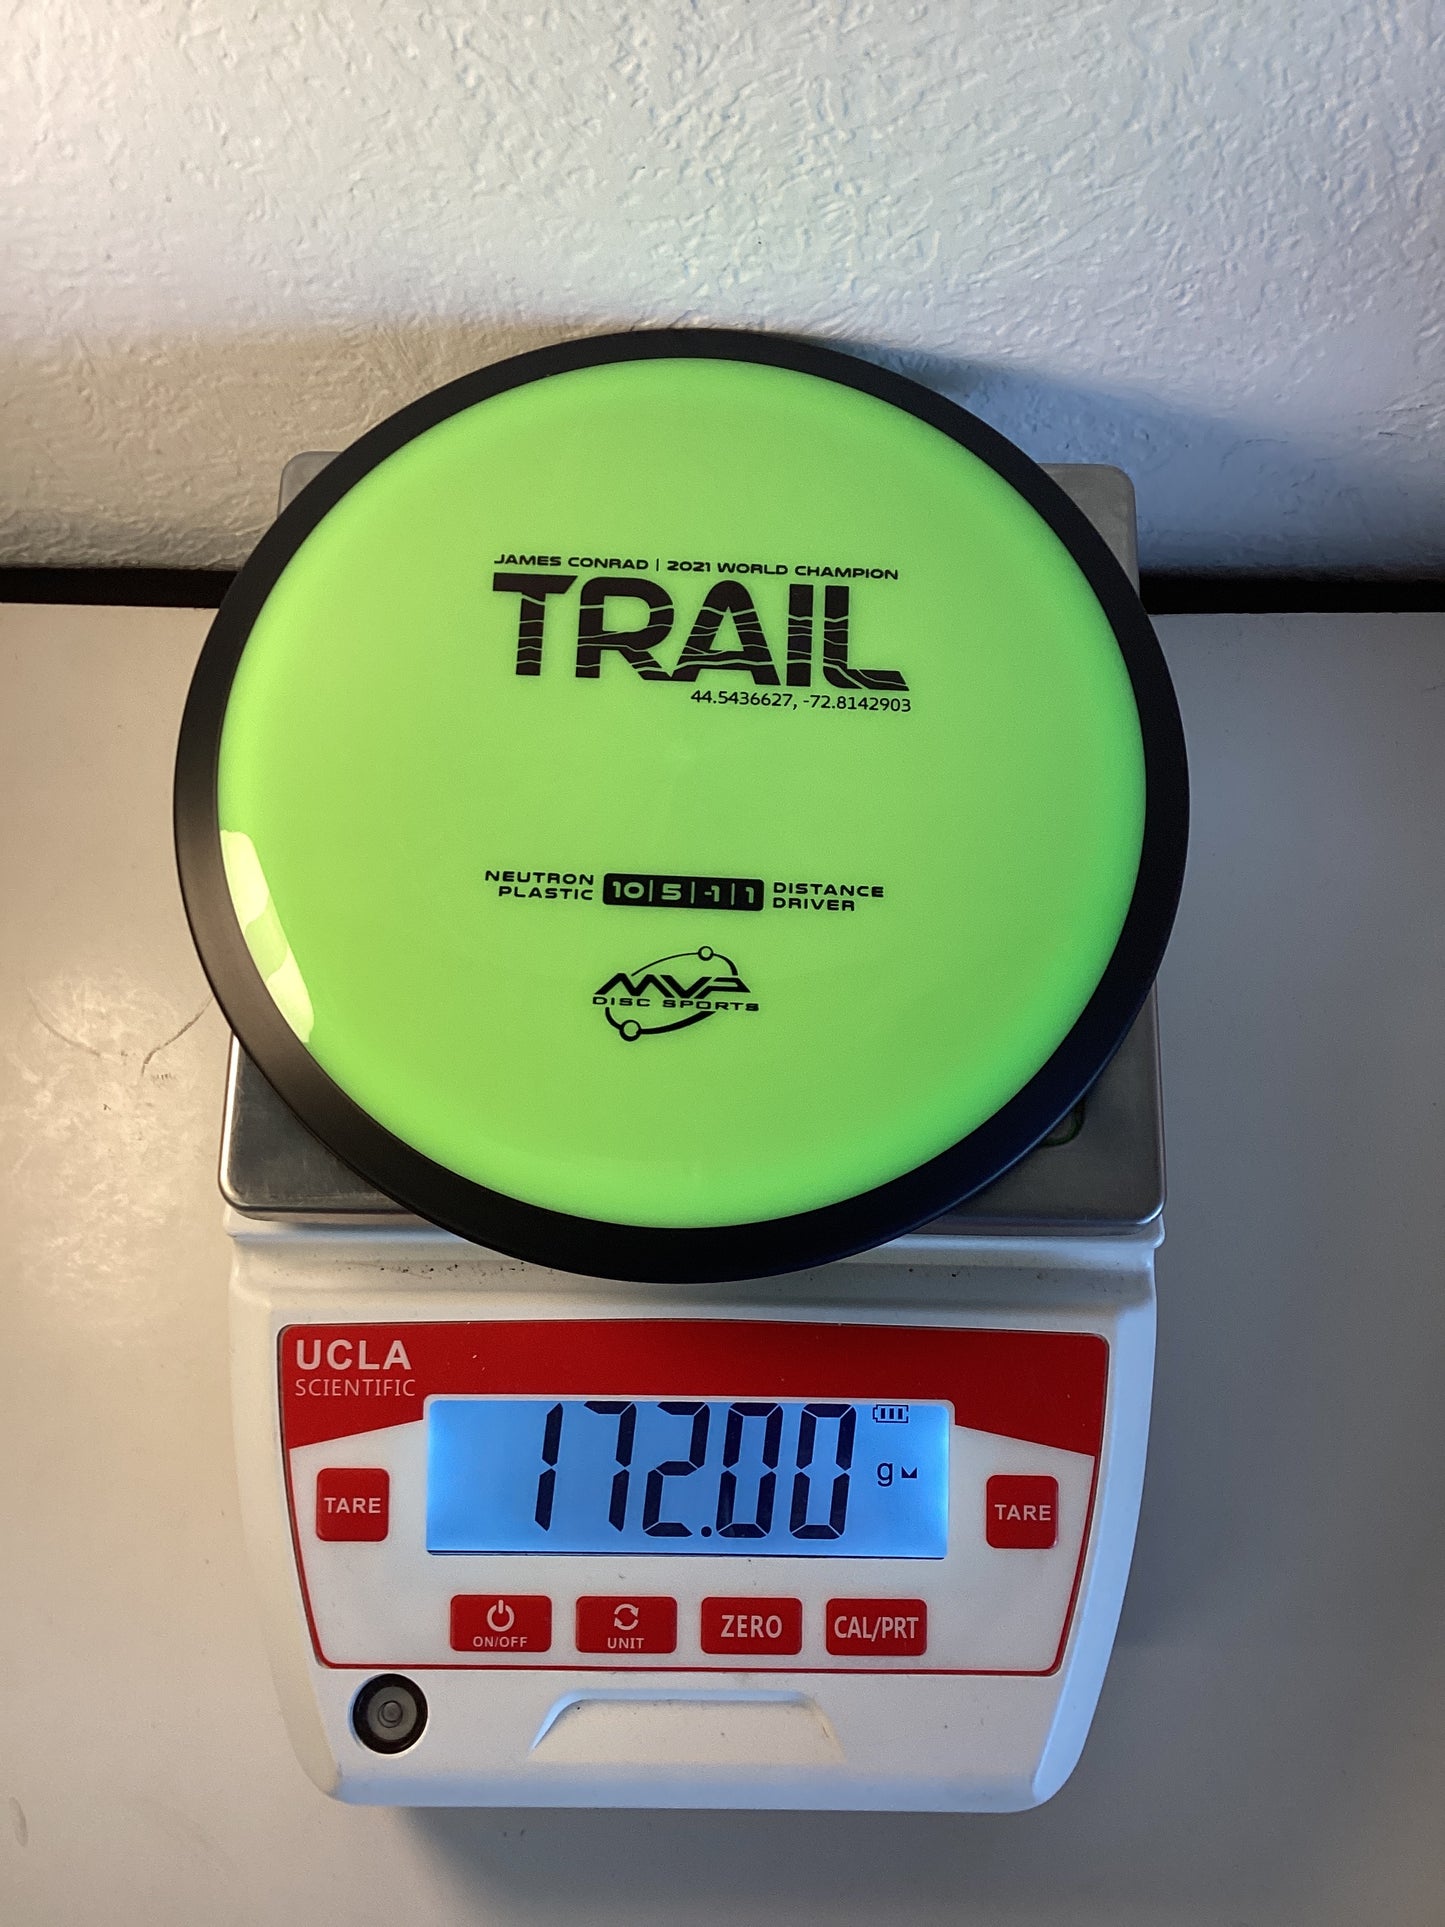 JAMES CONRAD | 2021 WORLD CHAMPION
TRAIL
44.5436627, -72.8142903
NEUTRON PLASTIC
10|5|-1|1
DISTANCE DRIVER
MVP
DISC SPORTS
UCLA
SCIENTIFIC
172.00 g
TARE
TARE
ON/OFF
UNIT
ZERO
CAL/PRT